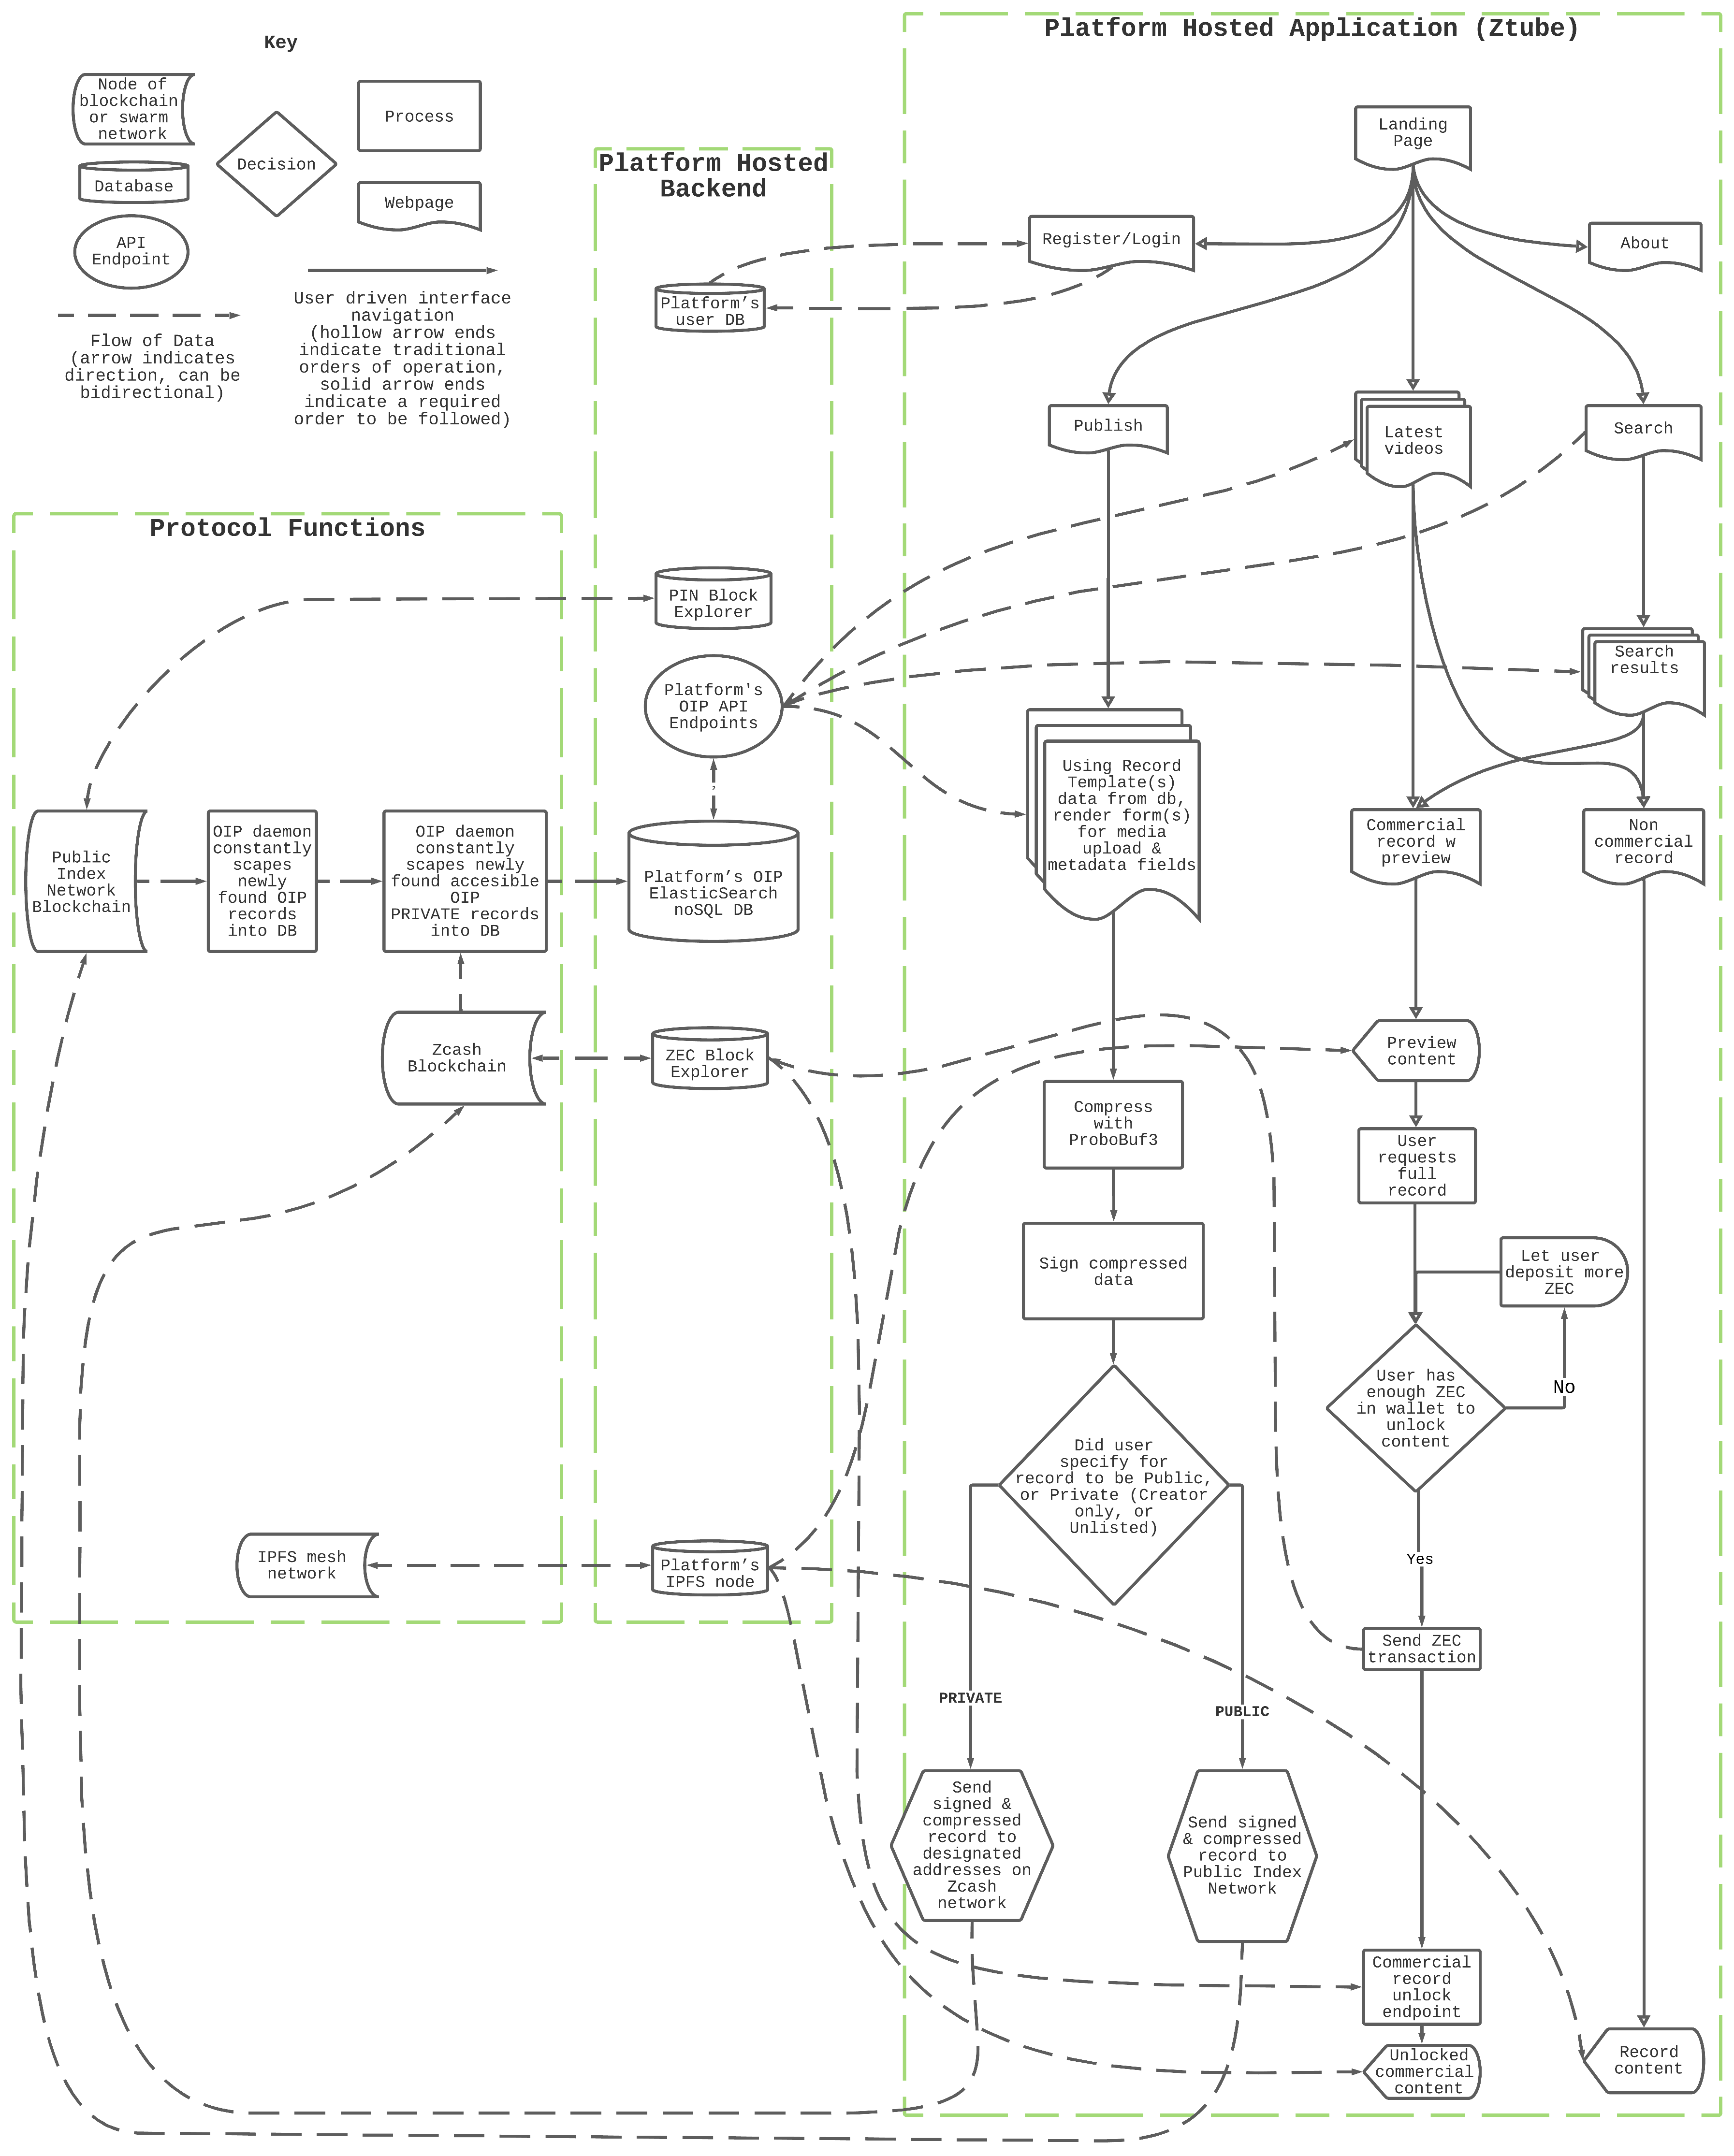 Key
Node of
blockchain
or swarm
network
Decision
Process
Database
Webpage
API
Endpoint
User driven interface
navigation
(hollow arrow ends
indicate traditional
orders of operation,
solid arrow ends
indicate a required
order to be followed)
Flow of Data
(arrow indicates
direction, can be
bidirectional)
Platform Hosted
Backend
Platform's
user DB
PIN Block
Explorer
Platform's
OIP API
Endpoints
2
Platform's OIP
ElasticSearch
noSQL DB
ZEC Block
Explorer
Platform's
IPFS node
Protocol Functions
Public
Index
Network
Blockchain
OIP daemon
constantly
scapes
newly
found OIP
records
into DB
OIP daemon
constantly
scapes newly
found accesible
OIP
PRIVATE records
into DB
Zcash
Blockchain
IPFS mesh
network
Platform Hosted Application (Ztube)
Landing
Page
Register/Login
About
Publish
Latest
videos
Search
Search
results
Using Record
Template(s)
data from db,
render form(s)
for media
upload &
metadata fields
Commercial
record w
preview
Non
commercial
record
Preview
content
Compress
with
ProboBuf3
User
requests
full
record
Sign compressed
data
Let user
deposit more
ZEC
User has
enough ZEC
in wallet to
unlock
content
No
Did user
specify for
record to be Public,
or Private (Creator
only, or
Unlisted)
Yes
Send ZEC
transaction
PRIVATE
PUBLIC
Send
signed &
compressed
record to
designated
addresses on
Zcash
network
Send signed
& compressed
record to
Public Index
Network
Commercial
record
unlock
endpoint
Unlocked
commercial
content
Record
content